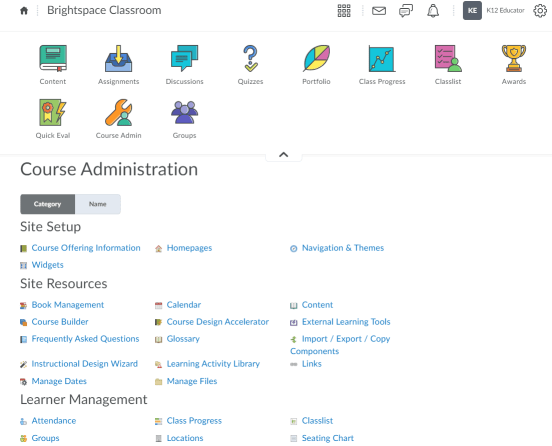 Brightspace Classroom KE K12 Educator
Content Assignments Discussions Quizzes Portfolio Class Progress Classlist Awards
Quick Eval Course Admin Groups
Course Administration
Category Name
Site Setup
Course Offering Information Homepages Navigation & Themes
Widgets
Site Resources
Book Management Calendar Content
Course Builder Course Design Accelerator External Learning Tools
Frequently Asked Questions Glossary Import / Export / Copy
Components
Instructional Design Wizard Learning Activity Library Links
Manage Dates Manage Files
Learner Management
Attendance Class Progress Classlist
Groups Locations Seating Chart